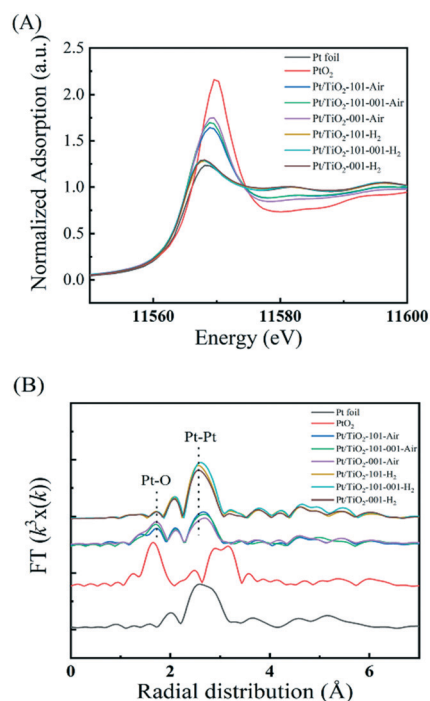 (A)
Normalized Adsorption (a.u.)
2.5
2.0
1.5
1.0
0.5
0.0
Pt foil
PtO₂
Pt/TiO₂-101-Air
Pt/TiO₂-101-001-Air
Pt/TiO₂-001-Air
Pt/TiO₂-101-H₂
Pt/TiO₂-101-001-H₂
Pt/TiO₂-001-H₂
11560 11580 11600
Energy (eV)
(B)
FT (k³x(k))
Pt-O
Pt-Pt
Pt foil
PtO₂
Pt/TiO₂-101-Air
Pt/TiO₂-101-001-Air
Pt/TiO₂-001-Air
Pt/TiO₂-101-H₂
Pt/TiO₂-101-001-H₂
Pt/TiO₂-001-H₂
0 2 4 6
Radial distribution (Å)